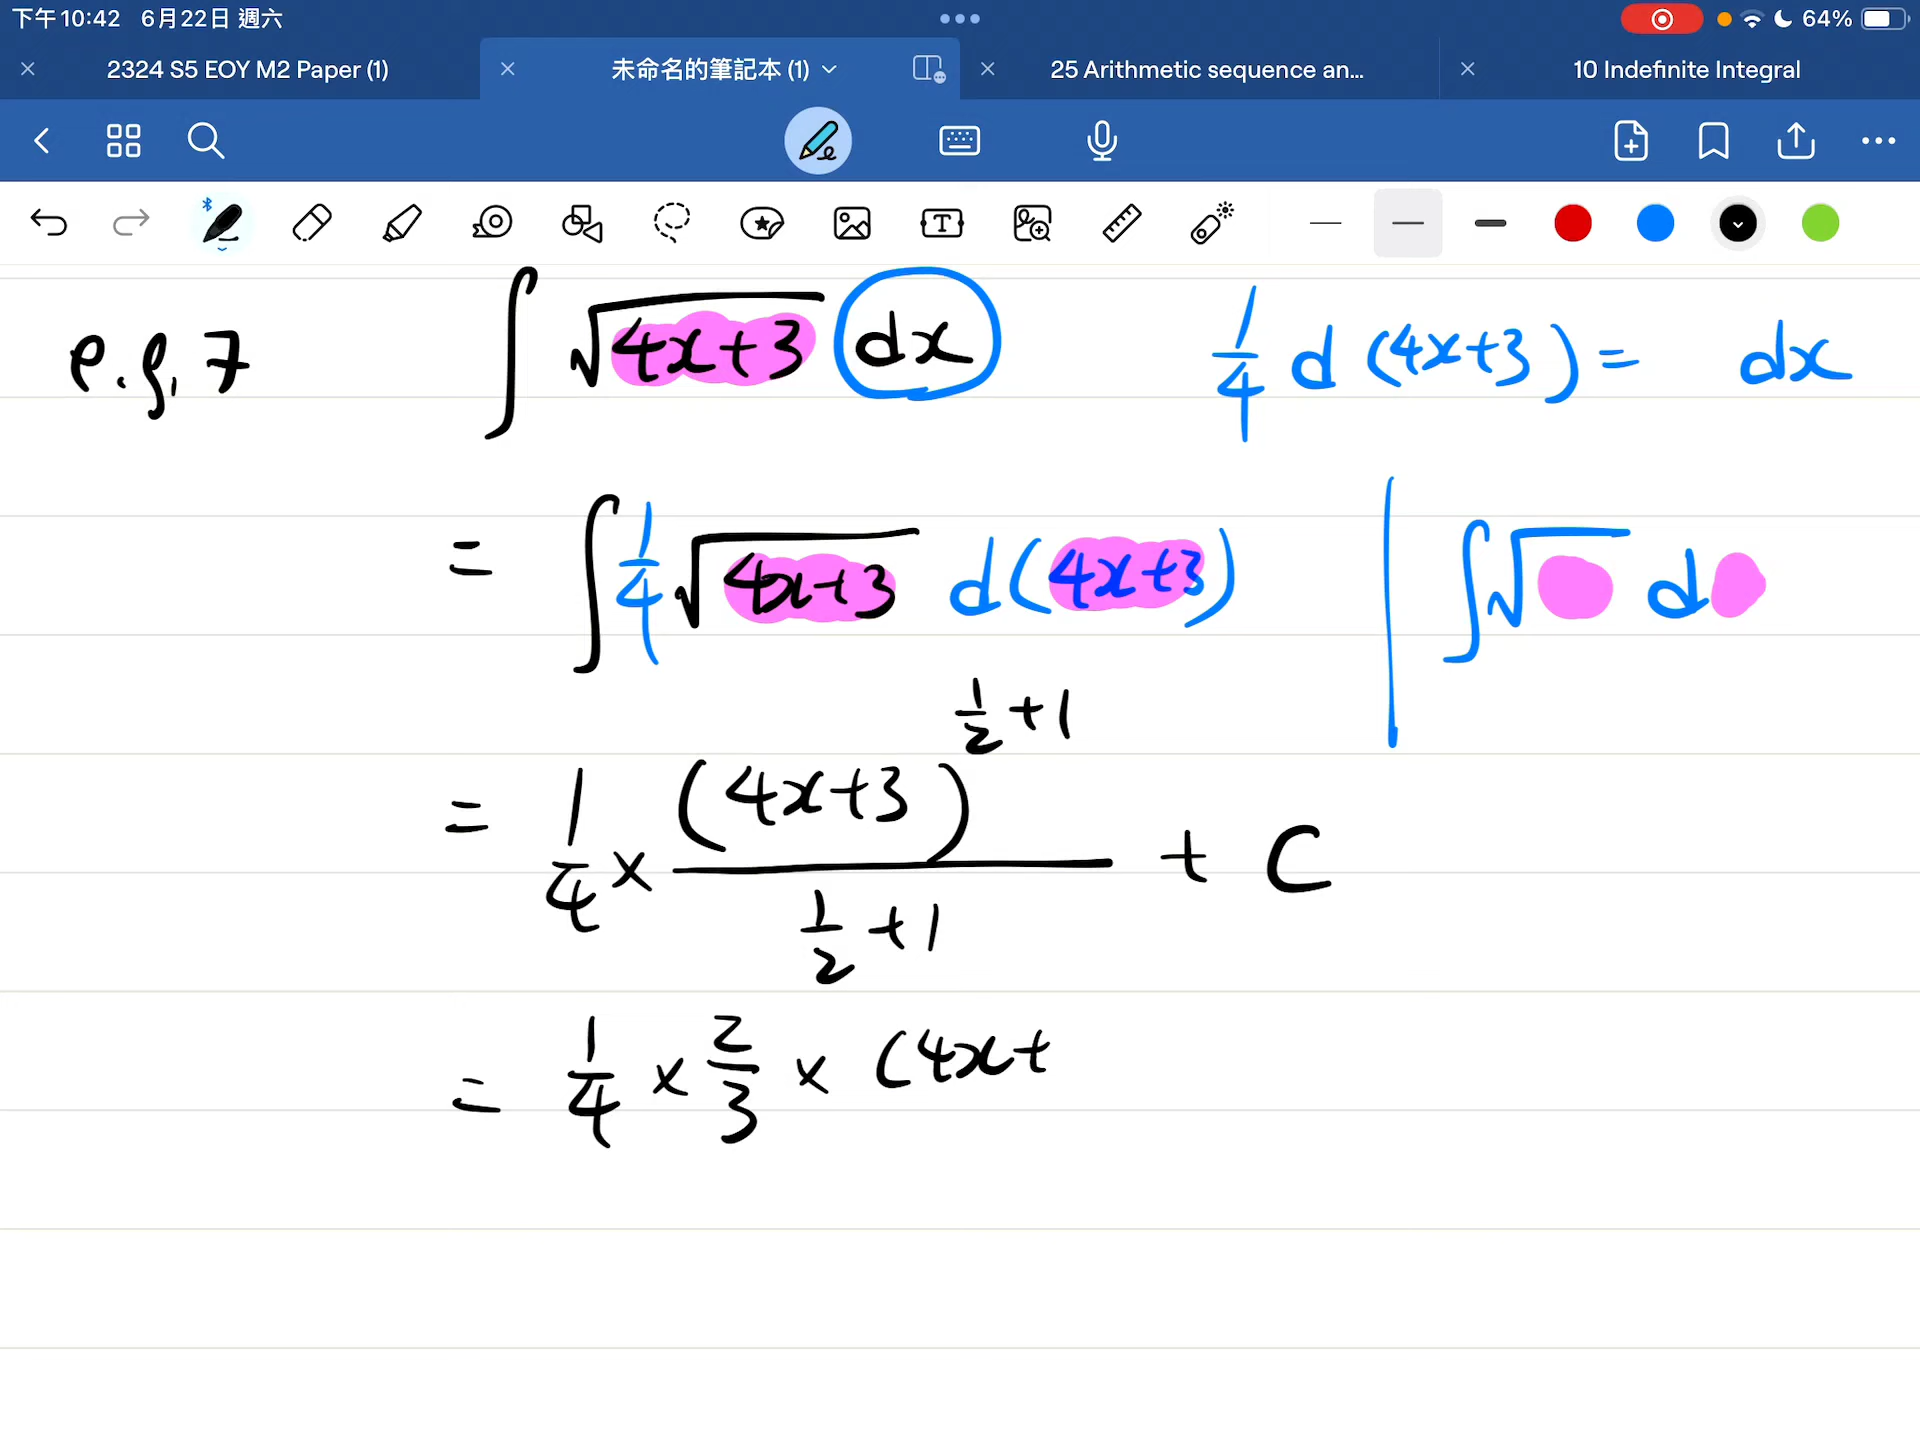 下午10:42 6月22日 週六 64%
2324 S5 EOY M2 Paper (1) 未命名的筆記本 (1) 25 Arithmetic sequence an... 10 Indefinite Integral
e.g. 7 ∫ √(4x+3) dx 1/4 d (4x+3) = dx
= ∫ 1/4 √(4x+3) d(4x+3) | ∫ √ d
= 1/4 × (4x+3)^(1/2 + 1) / (1/2 + 1) + C
= 1/4 × 2/3 × (4x+